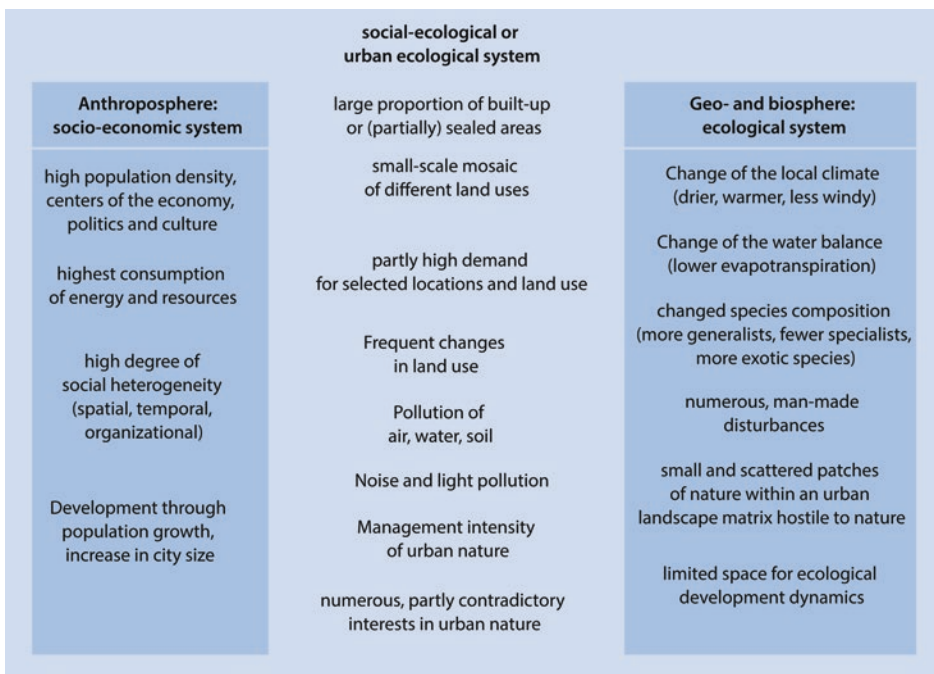 social-ecological or
urban ecological system
Anthroposphere:
socio-economic system
high population density,
centers of the economy,
politics and culture
highest consumption
of energy and resources
high degree of
social heterogeneity
(spatial, temporal,
organizational)
Development through
population growth,
increase in city size
large proportion of built-up
or (partially) sealed areas
small-scale mosaic
of different land uses
partly high demand
for selected locations and land use
Frequent changes
in land use
Pollution of
air, water, soil
Noise and light pollution
Management intensity
of urban nature
numerous, partly contradictory
interests in urban nature
Geo- and biosphere:
ecological system
Change of the local climate
(drier, warmer, less windy)
Change of the water balance
(lower evapotranspiration)
changed species composition
(more generalists, fewer specialists,
more exotic species)
numerous, man-made
disturbances
small and scattered patches
of nature within an urban
landscape matrix hostile to nature
limited space for ecological
development dynamics